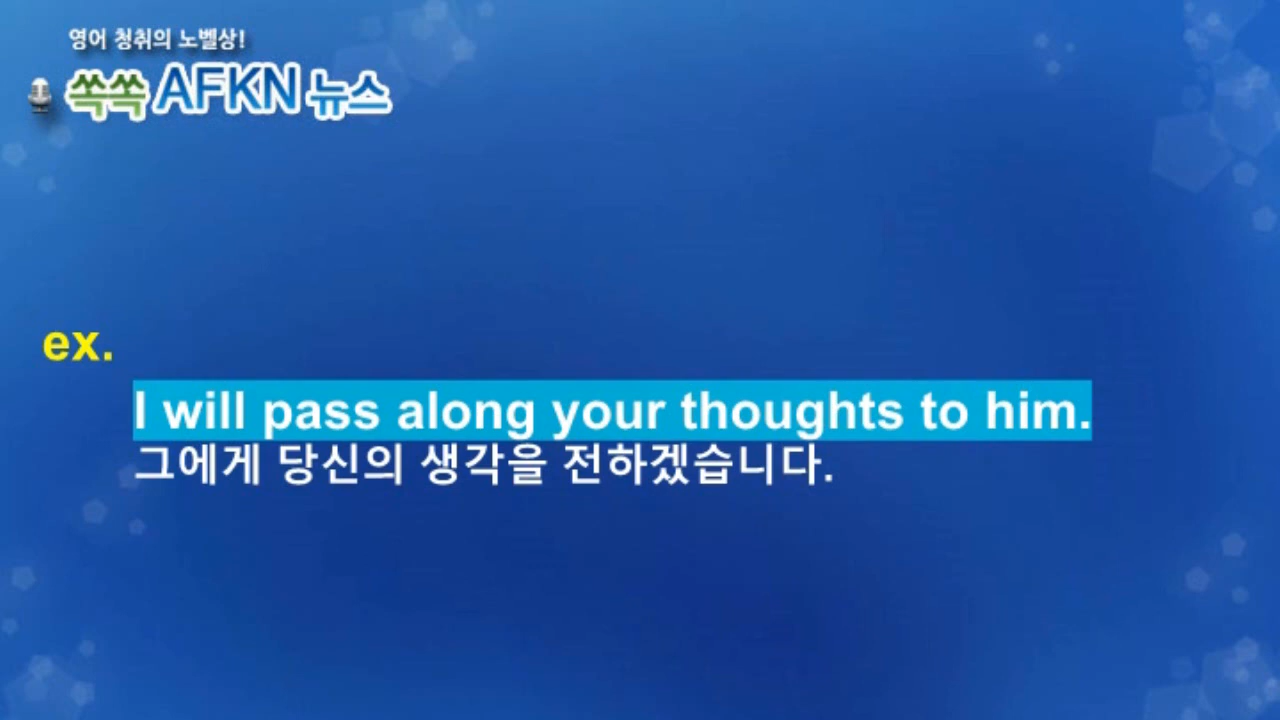 영어 청취의 노벨상!
쏙쏙 AFKN 뉴스
ex.
I will pass along your thoughts to him.
그에게 당신의 생각을 전하겠습니다.